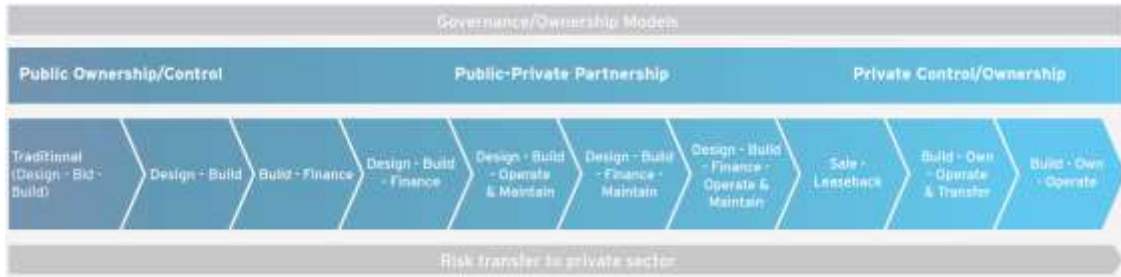 Governance/Ownership Models
Public Ownership/Control
Public-Private Partnership
Private Control/Ownership
Traditional
(Design - Bid -
Build)
Design - Build
Build - Finance
Design - Build
- Finance
Design - Build
- Operate
& Maintain
Design - Build
- Finance -
Maintain
Design - Build
- Finance -
Operate &
Maintain
Sale -
Leaseback
Build - Own
- Operate
& Transfer
Build - Own
- Operate
Risk transfer to private sector